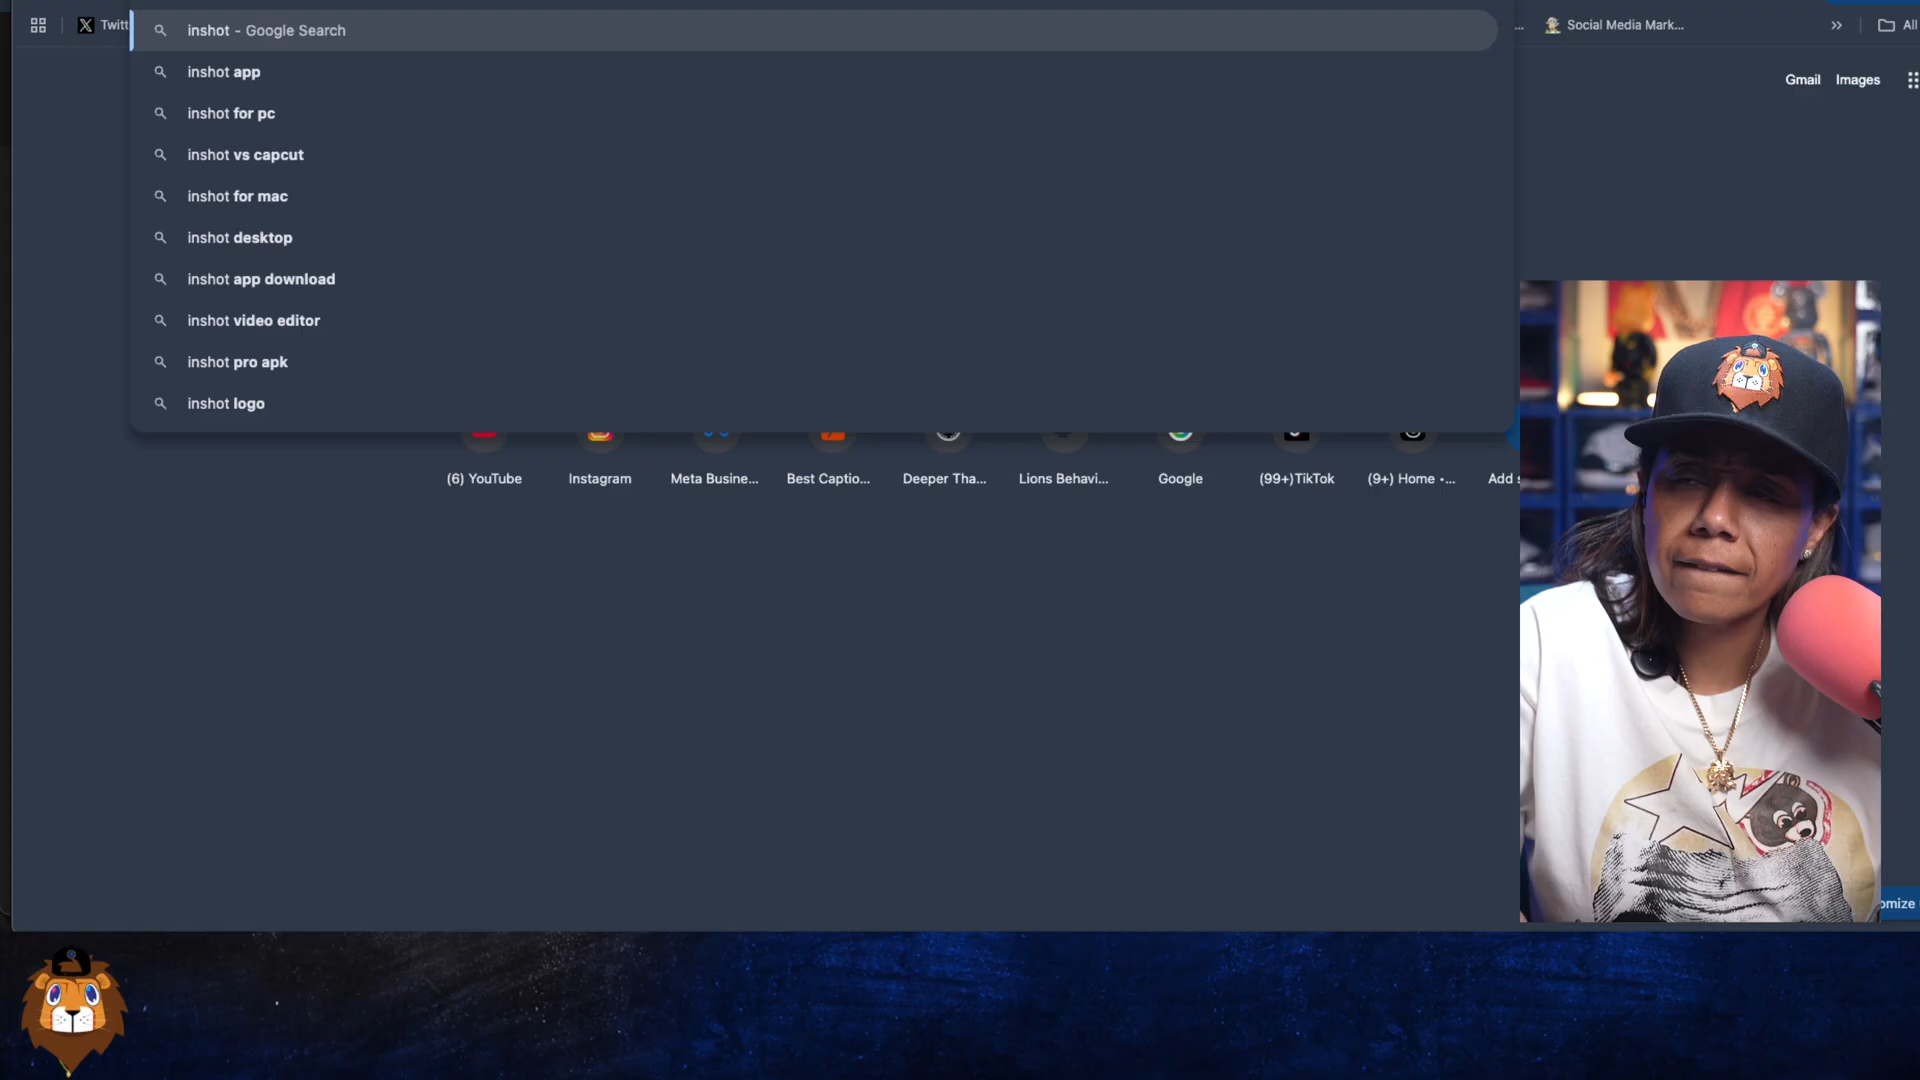 Twitt
inshot - Google Search
...
Social Media Mark...
All
inshot app
Gmail Images
inshot for pc
inshot vs capcut
inshot for mac
inshot desktop
inshot app download
inshot video editor
inshot pro apk
inshot logo
(6) YouTube
Instagram
Meta Busine...
Best Captio...
Deeper Tha...
Lions Behavi...
Google
(99+)TikTok
(9+) Home •...
Add s
omize